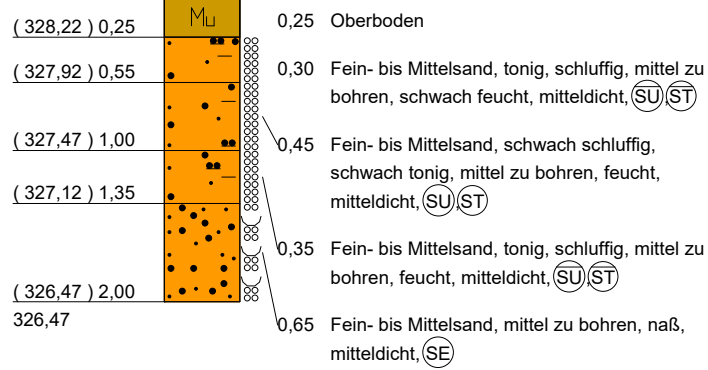 Mu
( 328,22 ) 0,25
0,25 Oberboden
( 327,92 ) 0,55
0,30 Fein- bis Mittelsand, tonig, schluffig, mittel zu
bohren, schwach feucht, mitteldicht, S̅U̅, S̅T̅
( 327,47 ) 1,00
0,45 Fein- bis Mittelsand, schwach schluffig,
schwach tonig, mittel zu bohren, feucht,
mitteldicht, SU, ST
( 327,12 ) 1,35
0,35 Fein- bis Mittelsand, tonig, schluffig, mittel zu
bohren, feucht, mitteldicht, S̅U̅, S̅T̅
( 326,47 ) 2,00
326,47
0,65 Fein- bis Mittelsand, mittel zu bohren, naß,
mitteldicht, SE